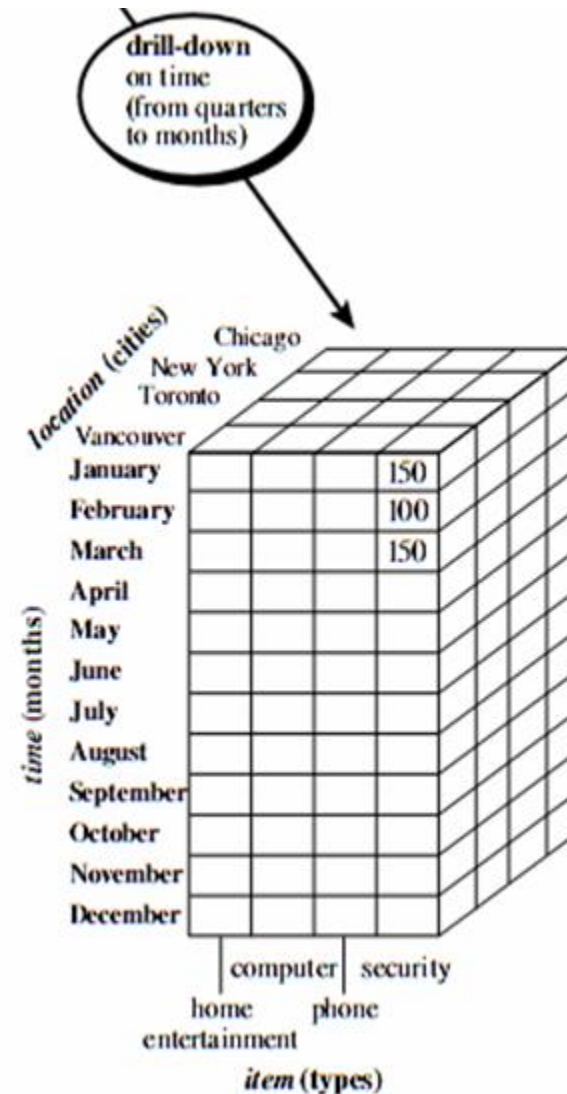 drill-down
on time
(from quarters
to months)
location (cities)
Chicago
New York
Toronto
Vancouver
January 150
February 100
March 150
April
May
June
July
August
September
October
November
December
time (months)
computer security
home phone
entertainment
item (types)